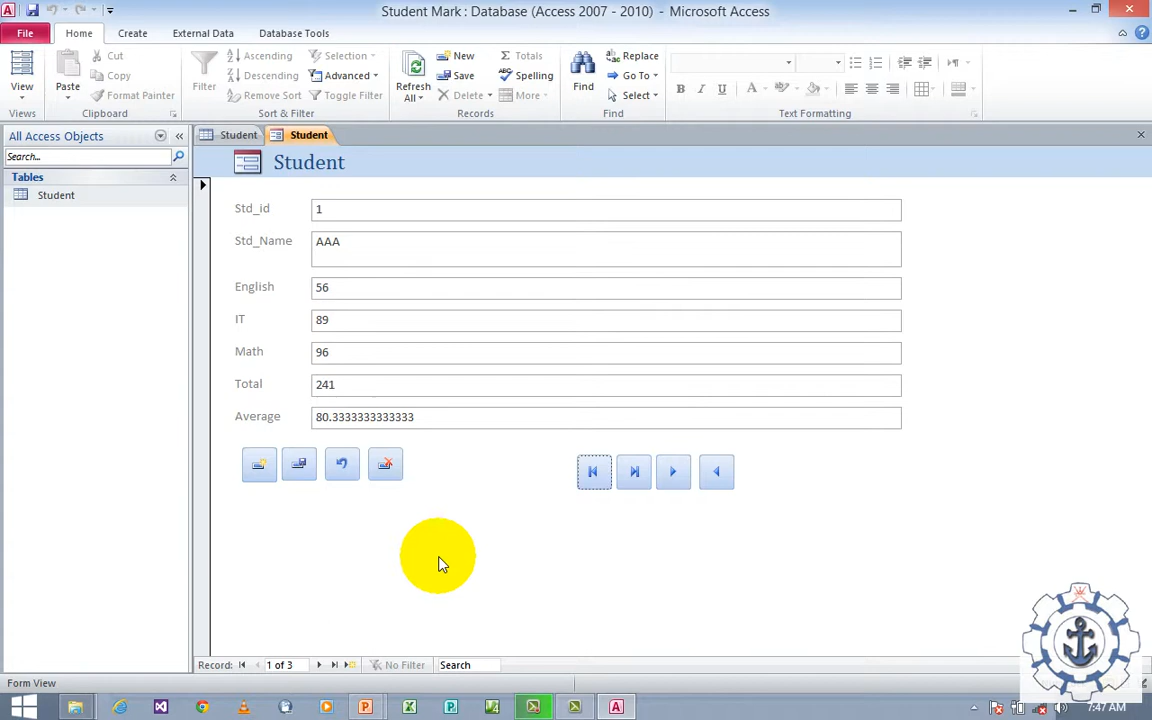 Student Mark : Database (Access 2007 - 2010) - Microsoft Access
File Home Create External Data Database Tools
View
Views
Paste
Cut
Copy
Format Painter
Clipboard
Filter
Ascending
Descending
Remove Sort
Selection
Advanced
Toggle Filter
Sort & Filter
Refresh
All
New
Save
Delete
Totals
Spelling
More
Records
Find
Replace
Go To
Select
Find
B I U A
Text Formatting
All Access Objects
Search...
Tables
Student
Student Student
Student
Std_id 1
Std_Name AAA
English 56
IT 89
Math 96
Total 241
Average 80.3333333333333
Record: 1 of 3 No Filter Search
Form View
7:47 AM